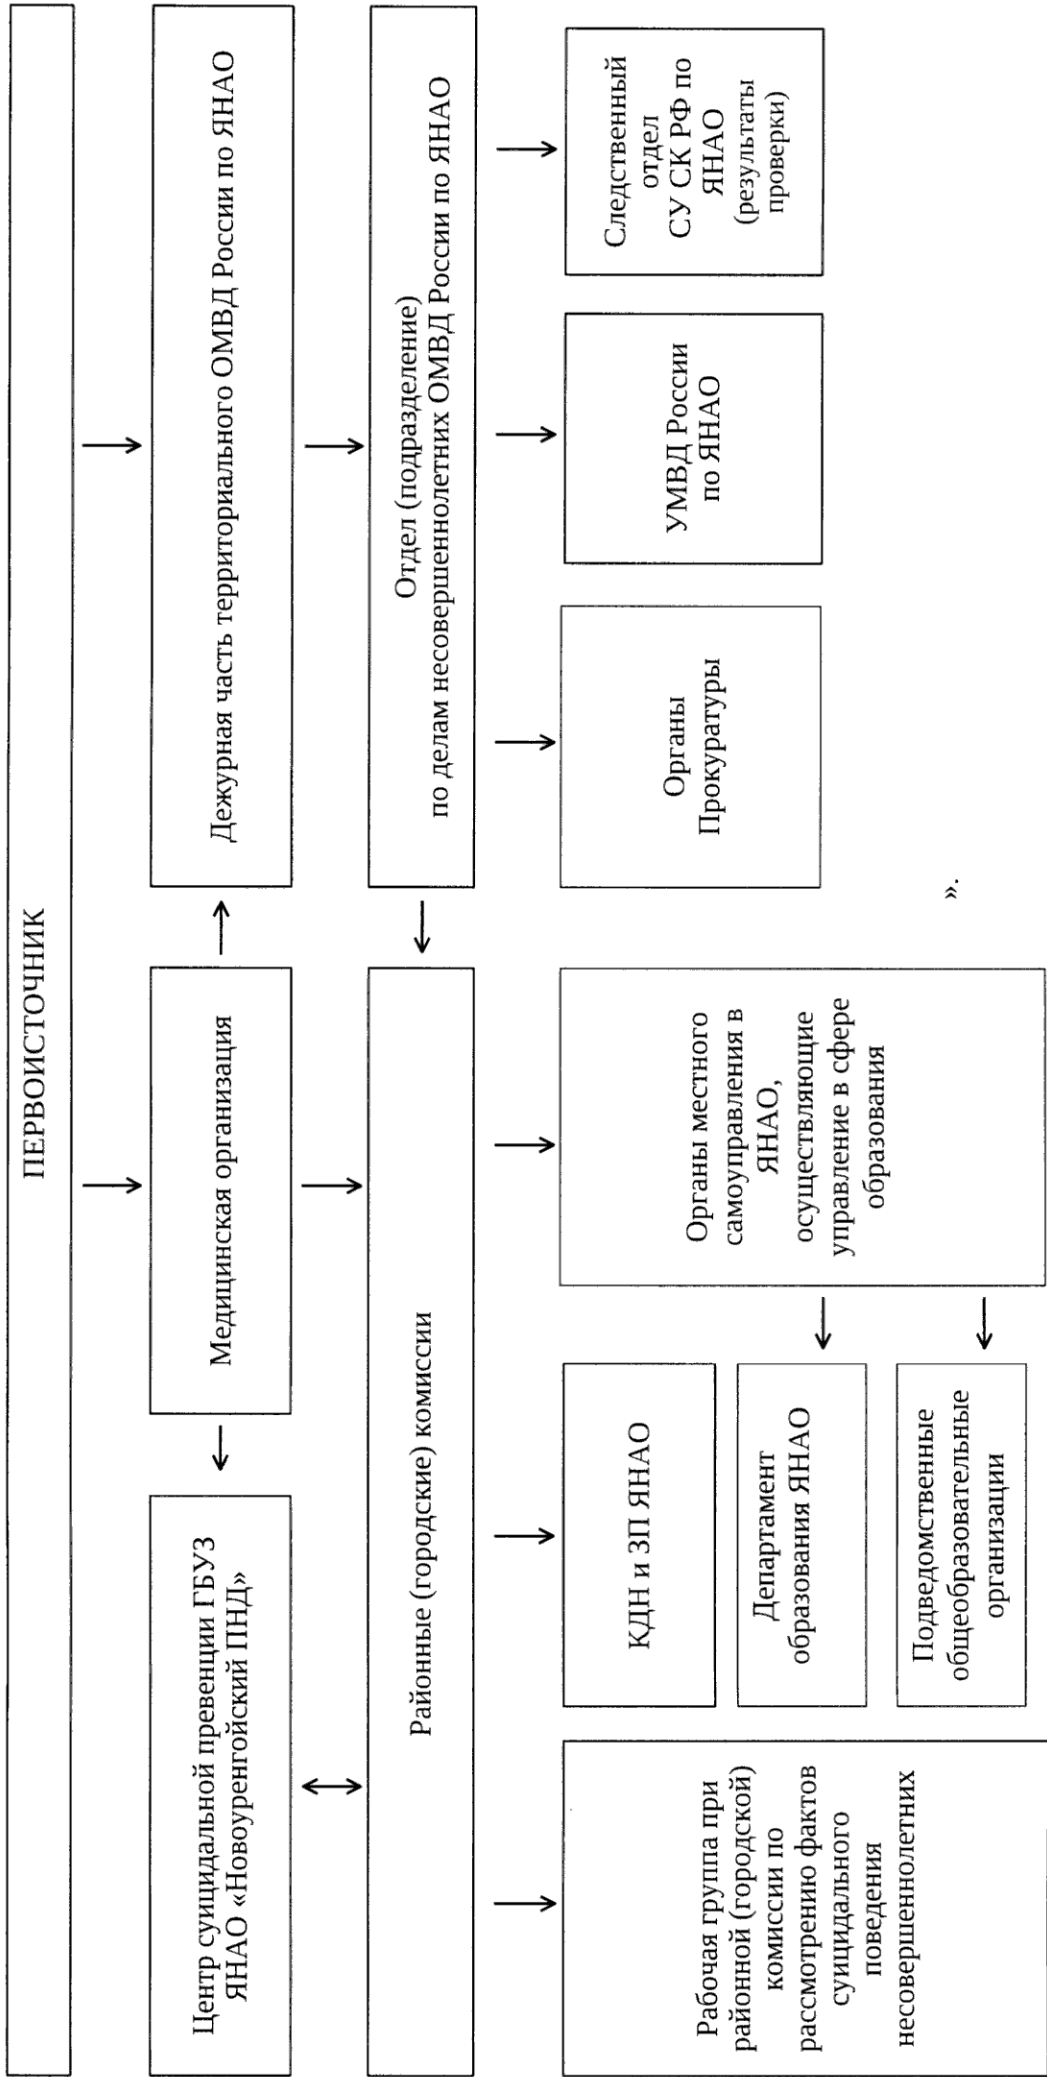 ПЕРВОИСТОЧНИК
Центр суицидальной превенции ГБУЗ
ЯНАО «Новоуренгойский ПНД»
Медицинская организация
Дежурная часть территориального ОМВД России по ЯНАО
Районные (городские) комиссии
Отдел (подразделение)
по делам несовершеннолетних ОМВД России по ЯНАО
Рабочая группа при
районной (городской)
комиссии по
рассмотрению фактов
суицидального
поведения
несовершеннолетних
КДН и ЗП ЯНАО
Департамент
образования ЯНАО
Подведомственные
общеобразовательные
организации
Органы местного
самоуправления в
ЯНАО,
осуществляющие
управление в сфере
образования
Органы
Прокуратуры
УМВД России
по ЯНАО
Следственный
отдел
СУ СК РФ по
ЯНАО
(результаты
проверки)
».